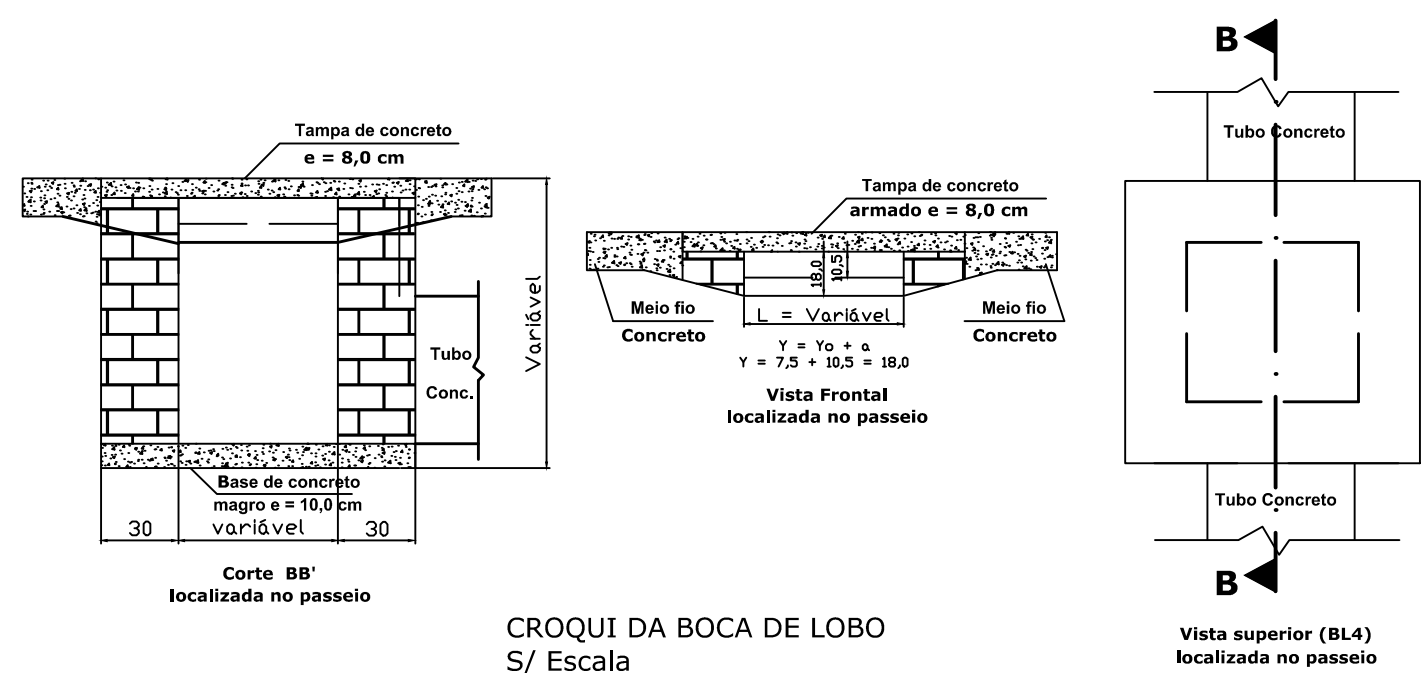 Tampa de concreto
e = 8,0 cm
Variável
Tubo
Conc.
Base de concreto
magro e = 10,0 cm
30
variável
30
Corte BB'
localizada no passeio
Tampa de concreto
armado e = 8,0 cm
18,0
10,5
Meio fio
Concreto
L = Variável
Meio fio
Concreto
Y = Yo + a
Y = 7,5 + 10,5 = 18,0
Vista Frontal
localizada no passeio
B
Tubo Concreto
Tubo Concreto
B
Vista superior (BL4)
localizada no passeio
CROQUI DA BOCA DE LOBO
S/ Escala